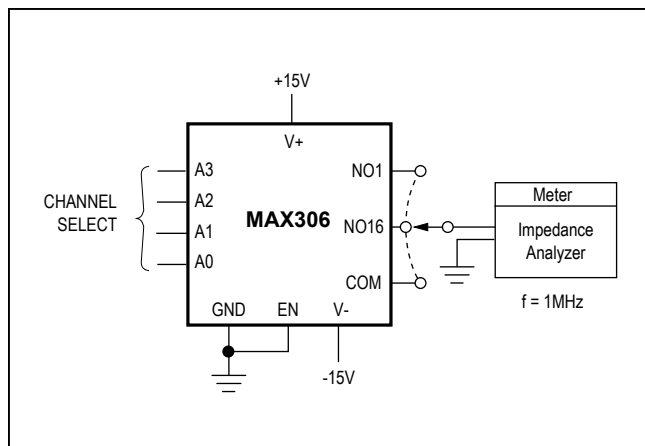 +15V
V+
A3
A2
A1
A0
CHANNEL
SELECT
MAX306
NO1
NO16
COM
GND
EN
V-
-15V
Meter
Impedance
Analyzer
f = 1MHz